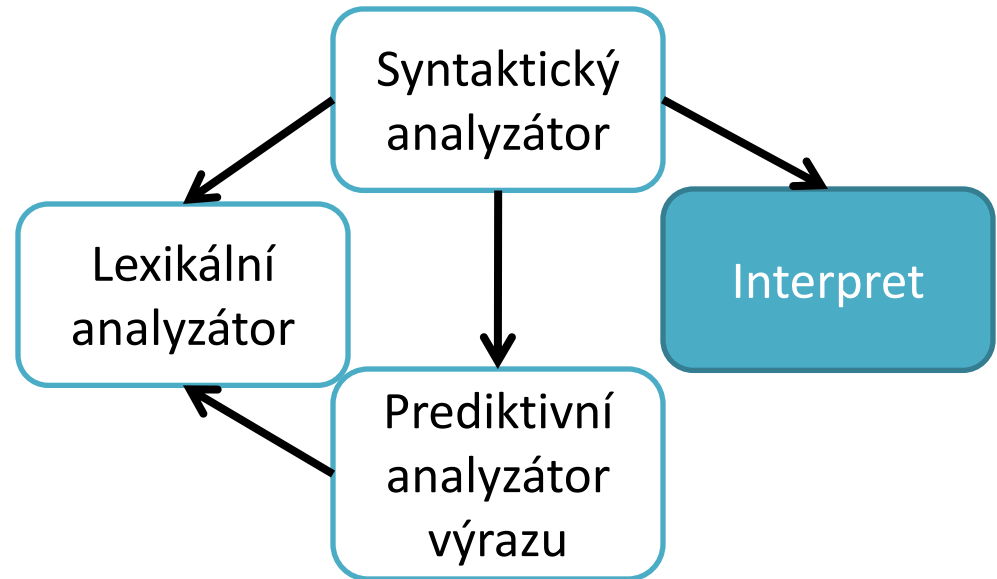 Syntaktický
analyzátor
Lexikální
analyzátor
Interpret
Prediktivní
analyzátor
výrazu